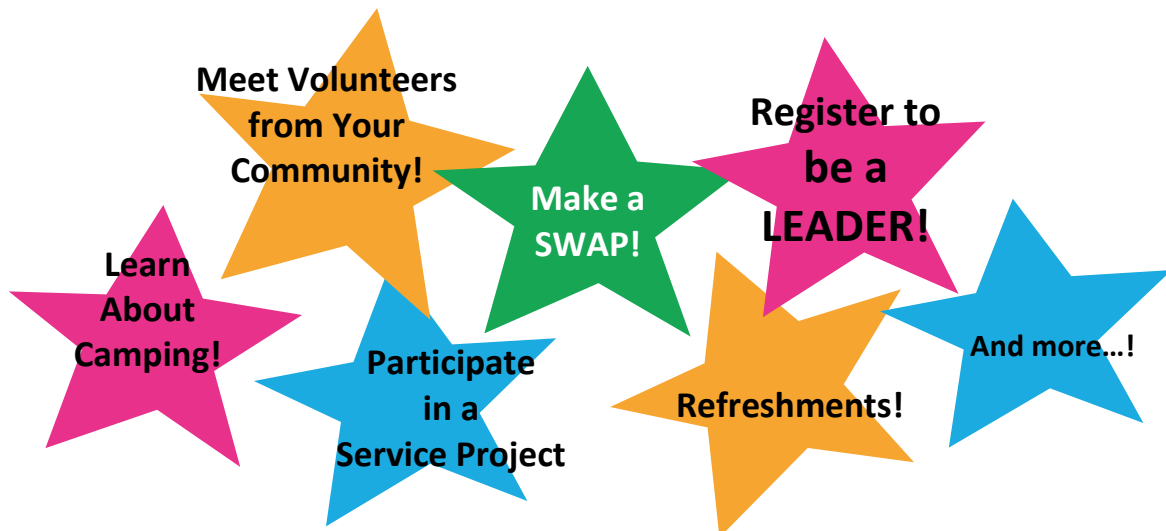 Meet Volunteers
from Your
Community!
Make a
SWAP!
Register to
be a
LEADER!
Learn
About
Camping!
Participate
in a
Service Project
Refreshments!
And more...!